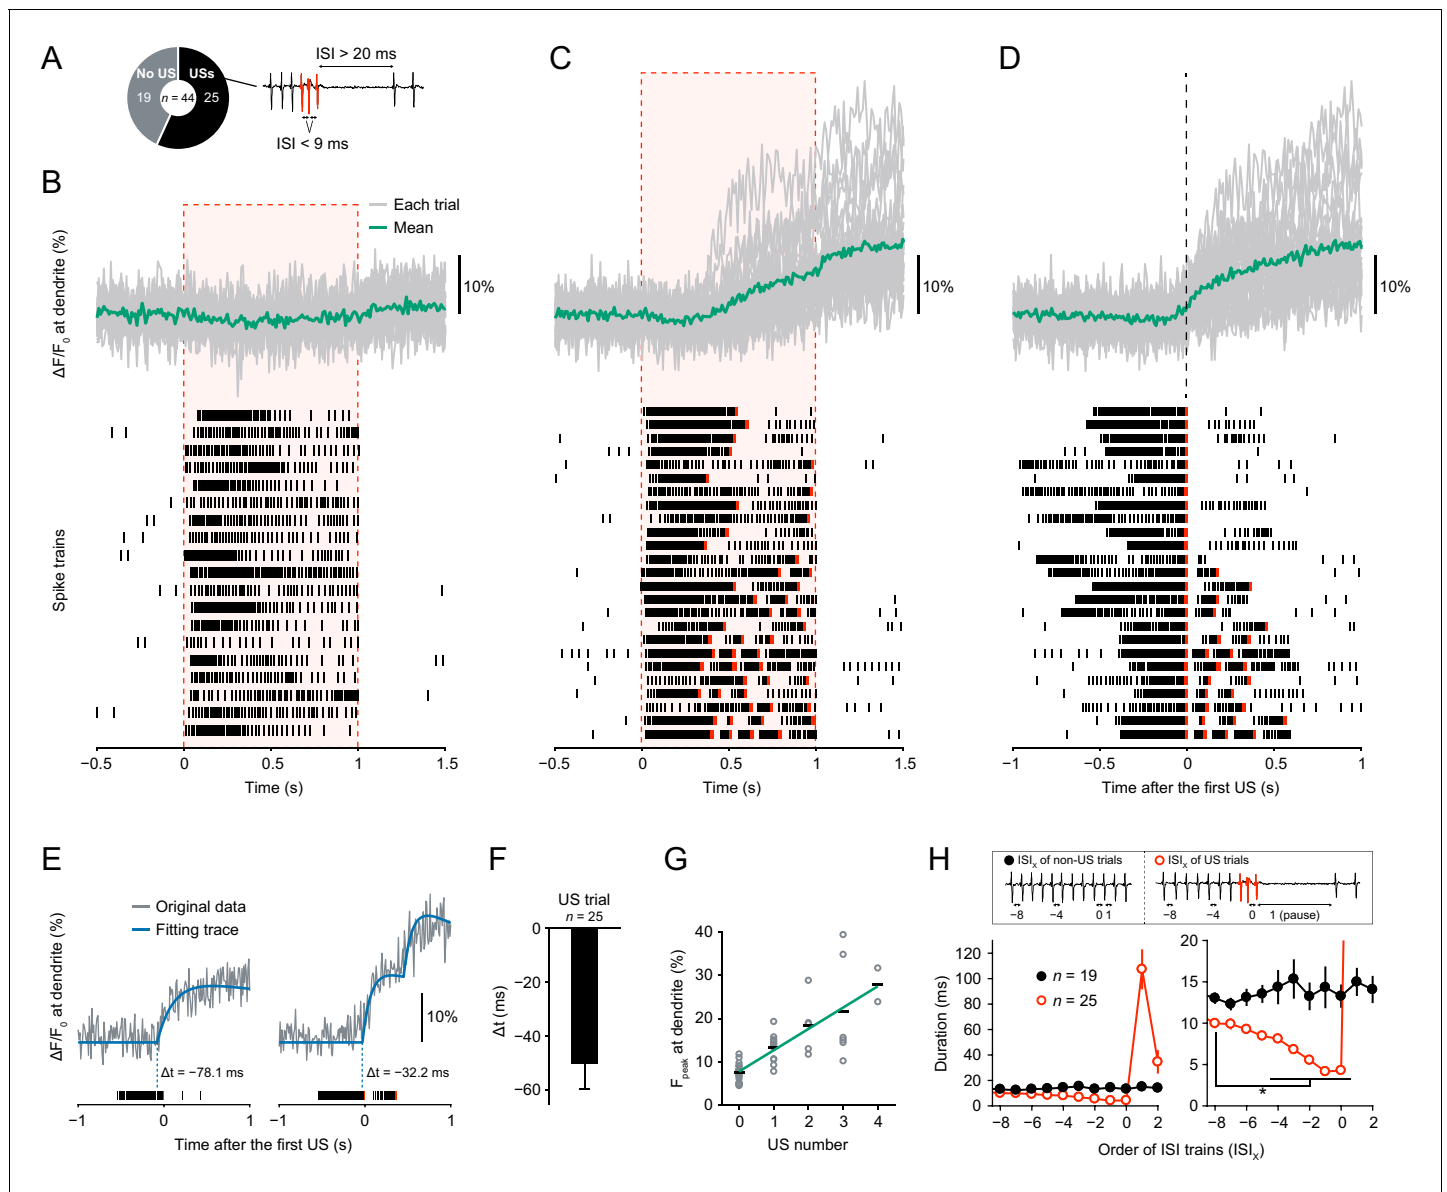 A
No US
USs
19
n = 44
25
ISI > 20 ms
ISI < 9 ms
B
Each trial
Mean
ΔF/F0 at dendrite (%)
10%
Spike trains
−0.5
0
0.5
1
1.5
Time (s)
C
10%
−0.5
0
0.5
1
1.5
Time (s)
D
10%
−1
−0.5
0
0.5
1
Time after the first US (s)
E
Original data
Fitting trace
ΔF/F0 at dendrite (%)
10%
Δt = −78.1 ms
Δt = −32.2 ms
−1
0
1
−1
0
1
Time after the first US (s)
F
US trial
n = 25
0
−20
−40
−60
Δt (ms)
G
40
30
20
10
0
Fpeak at dendrite (%)
0
1
2
3
4
US number
H
ISIX of non-US trials
ISIX of US trials
−8
−4
0 1
−8
−4
0
1 (pause)
Duration (ms)
120
100
80
60
40
20
0
n = 19
n = 25
−8
−6
−4
−2
0
2
20
15
10
5
0
*
−8
−6
−4
−2
0
2
Order of ISI trains (ISIX)